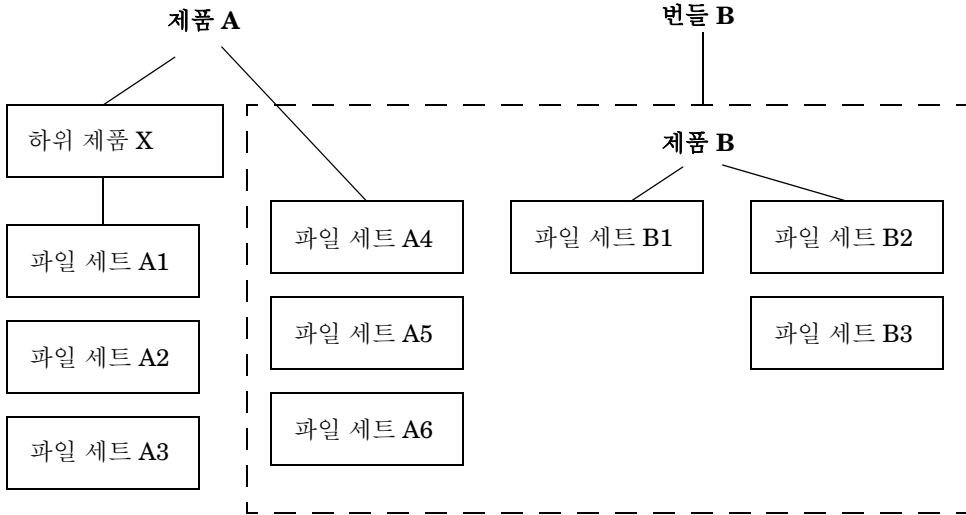 제품 A
번들 B
하위 제품 X
제품 B
파일 세트 A4
파일 세트 B1
파일 세트 B2
파일 세트 A1
파일 세트 A5
파일 세트 B3
파일 세트 A2
파일 세트 A6
파일 세트 A3